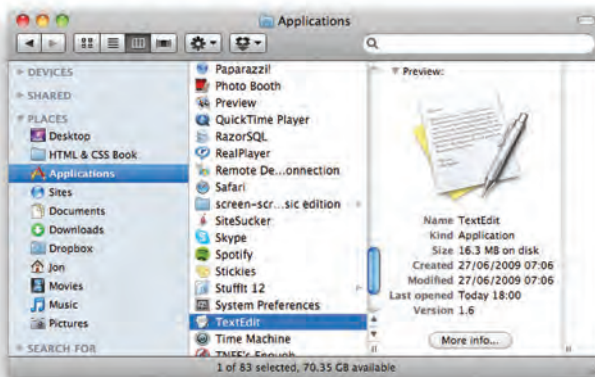 Applications
DEVICES
SHARED
PLACES
Desktop
HTML & CSS Book
Applications
Sites
Documents
Downloads
Dropbox
Jon
Movies
Music
Pictures
SEARCH FOR
Paparazzi!
Photo Booth
Preview
QuickTime Player
RazorSQL
RealPlayer
Remote De...onnection
Safari
screen-scr...sic edition
SiteSucker
Skype
Spotify
Stickies
StuffIt 12
System Preferences
TextEdit
Time Machine
TNEF's Enough
Preview:
Name TextEdit
Kind Application
Size 16.3 MB on disk
Created 27/06/2009 07:06
Modified 27/06/2009 07:06
Last opened Today 18:00
Version 1.6
More info...
1 of 83 selected, 70.35 GB available